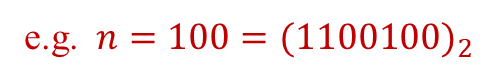 e.g. n = 100 = (1100100)₂